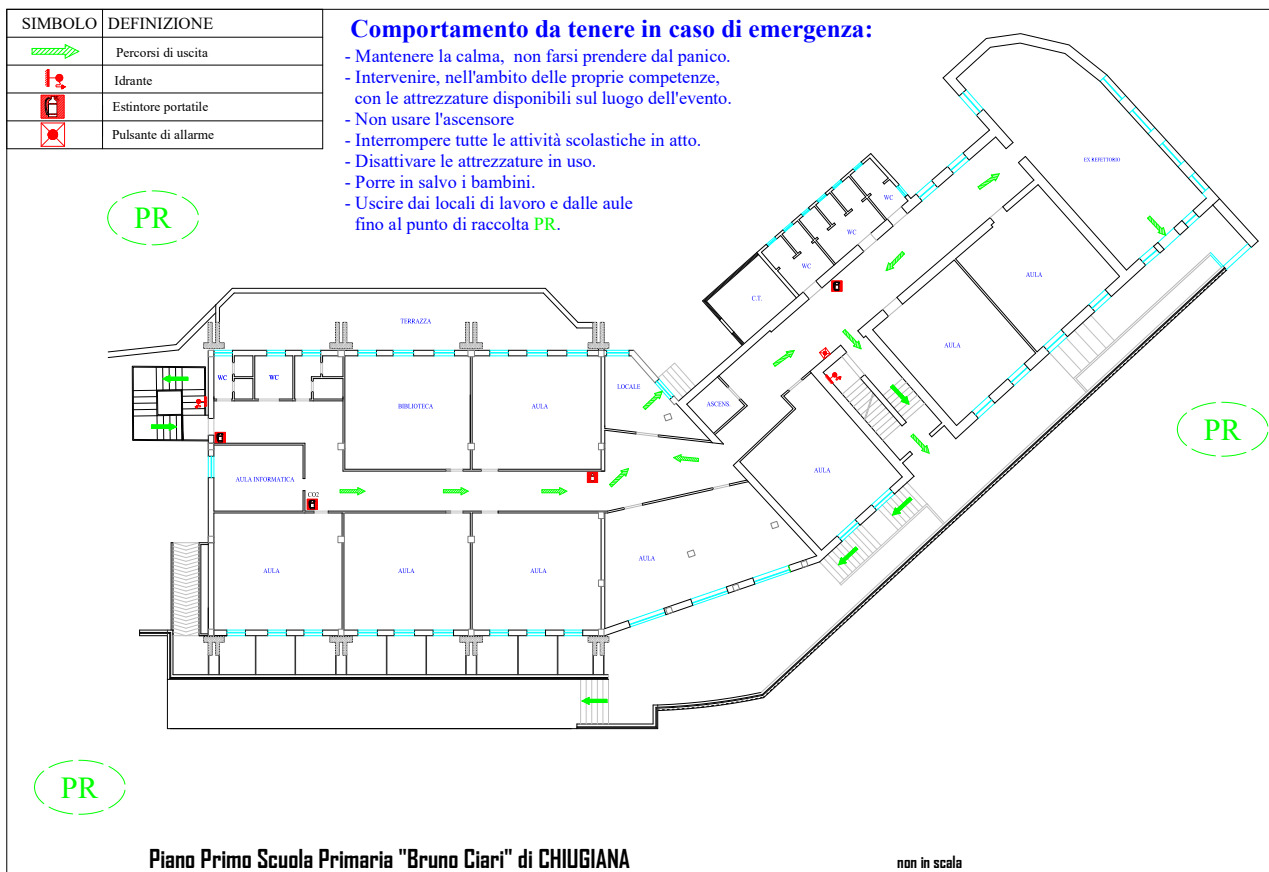 SIMBOLO DEFINIZIONE
Percorsi di uscita
Idrante
Estintore portatile
Pulsante di allarme
Comportamento da tenere in caso di emergenza:
- Mantenere la calma, non farsi prendere dal panico.
- Intervenire, nell'ambito delle proprie competenze,
con le attrezzature disponibili sul luogo dell'evento.
- Non usare l'ascensore
- Interrompere tutte le attività scolastiche in atto.
- Disattivare le attrezzature in uso.
- Porre in salvo i bambini.
- Uscire dai locali di lavoro e dalle aule
fino al punto di raccolta PR.
PR
EX REFETTORIO
WC
WC
WC
C.T.
AULA
AULA
TERRAZZA
WC
WC
BIBLIOTECA
AULA
LOCALE
ASCENS.
PR
AULA
AULA INFORMATICA
CO2
AULA
AULA
AULA
AULA
PR
Piano Primo Scuola Primaria "Bruno Ciari" di CHIUGIANA
non in scala